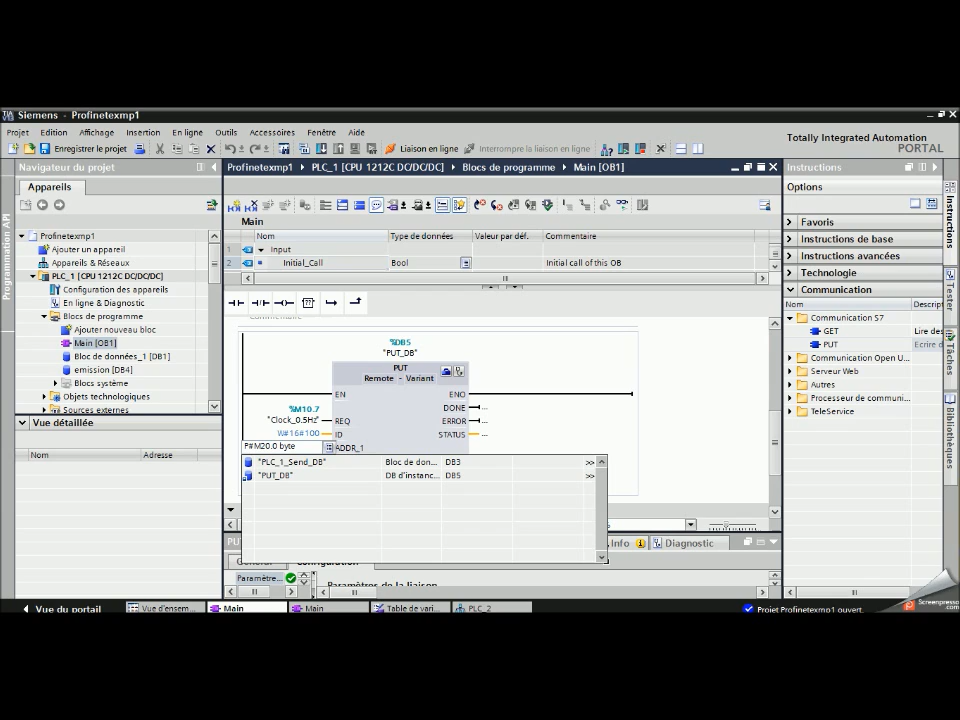 Siemens - Profinetexmp1
Projet Edition Affichage Insertion En ligne Outils Accessoires Fenêtre Aide
Totally Integrated Automation
PORTAL
Enregistrer le projet
Liaison en ligne
Interrompre la liaison en ligne
Navigateur du projet
Profinetexmp1 PLC_1 [CPU 1212C DC/DC/DC] Blocs de programme Main [OB1]
Instructions
Appareils
Options
Programmation API
Main
Nom Type de données Valeur par déf. Commentaire
1 Input
2 Initial_Call Bool Initial call of this OB
Profinetexmp1
Ajouter un appareil
Appareils & Réseaux
PLC_1 [CPU 1212C DC/DC/DC]
Configuration des appareils
En ligne & Diagnostic
Blocs de programme
Ajouter nouveau bloc
Main [OB1]
Bloc de données_1 [DB1]
emission [DB4]
Blocs système
Objets technologiques
Sources externes
Vue détaillée
Nom Adresse
Commentaire
%DB5
"PUT_DB"
PUT
Remote - Variant
EN ENO
%M10.7
"Clock_0.5Hz" REQ
W#16#100 ID
P#M20.0 byte ADDR_1
DONE ...
ERROR ...
STATUS ...
"PLC_1_Send_DB" Bloc de don... DB3 >>
"PUT_DB" DB d'instanc... DB5 >>
Info Diagnostic
General Configuration
Paramètre...
Paramètres de la liaison
Favoris
Instructions de base
Instructions avancées
Technologie
Communication
Nom Descrip
Communication S7
GET Lire des
PUT Ecrire d
Communication Open U...
Serveur Web
Autres
Processeur de communi...
TeleService
Instructions
Tester
Tâches
Bibliothèques
Vue du portail
Vue d'ensem...
Main
Main
Table de vari...
PLC_2
Projet Profinetexmp1 ouvert.
Screenpresso
.com